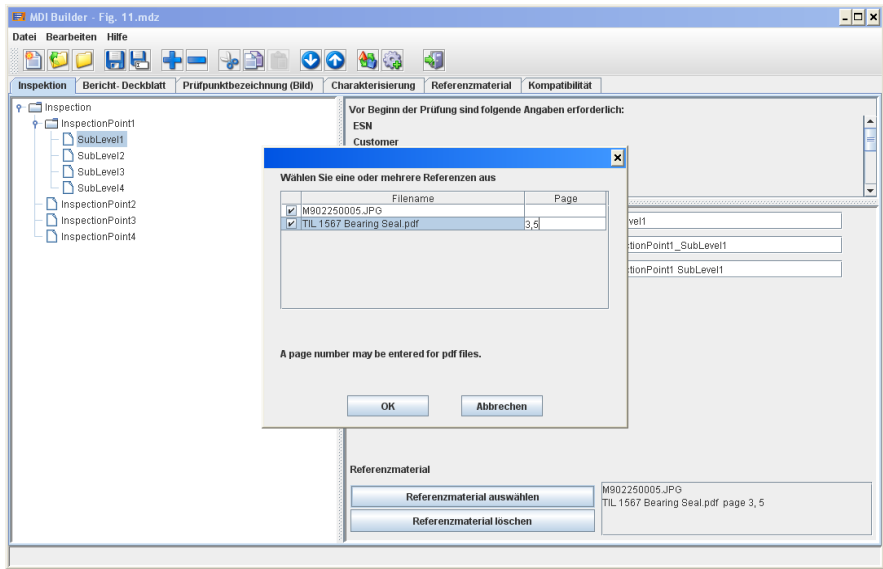 MDI Builder - Fig. 11.mdz
Datei Bearbeiten Hilfe
Inspektion Bericht- Deckblatt Prüfpunktbezeichnung (Bild) Charakterisierung Referenzmaterial Kompatibilität
Inspection
InspectionPoint1
SubLevel1
SubLevel2
SubLevel3
SubLevel4
InspectionPoint2
InspectionPoint3
InspectionPoint4
Vor Beginn der Prüfung sind folgende Angaben erforderlich:
ESN
Customer
Wählen Sie eine oder mehrere Referenzen aus
Filename Page
M902250005.JPG
TIL 1567 Bearing Seal.pdf 3,5
A page number may be entered for pdf files.
OK Abbrechen
vel1
tionPoint1_SubLevel1
tionPoint1 SubLevel1
Referenzmaterial
Referenzmaterial auswählen
Referenzmaterial löschen
M902250005.JPG
TIL 1567 Bearing Seal.pdf page 3, 5